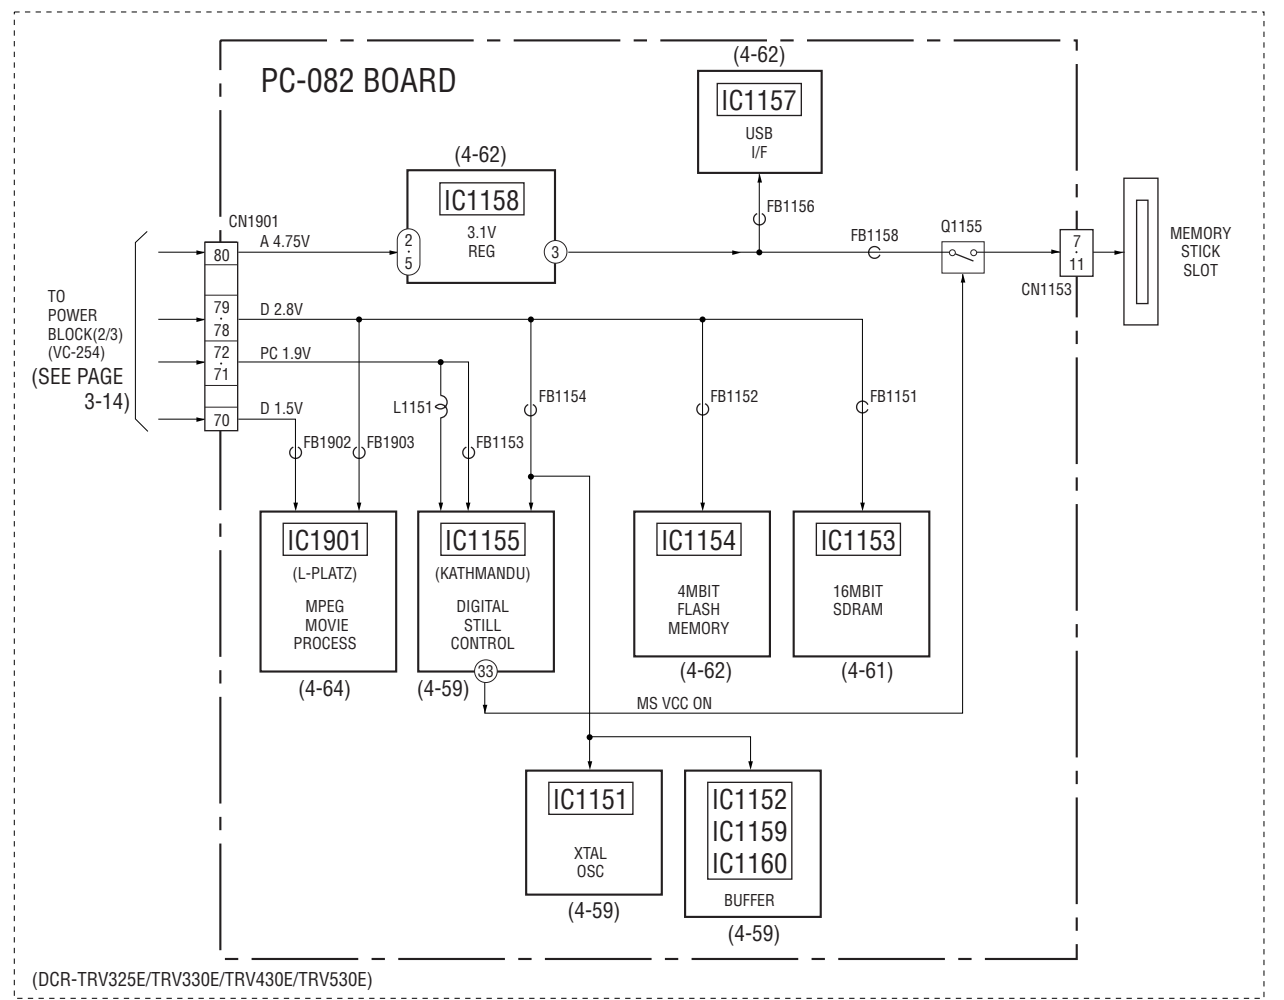 PC-082 BOARD
(4-62)
IC1157
USB
I/F
(4-62)
IC1158
3.1V
REG
2
·
5
3
FB1156
FB1158
Q1155
7
·
11
CN1153
MEMORY
STICK
SLOT
CN1901
80
A 4.75V
79
·
78
D 2.8V
72
·
71
PC 1.9V
70
D 1.5V
TO
POWER
BLOCK(2/3)
(VC-254)
(SEE PAGE
3-14)
L1151
FB1154
FB1152
FB1151
FB1902
FB1903
FB1153
IC1901
(L-PLATZ)
MPEG
MOVIE
PROCESS
(4-64)
IC1155
(KATHMANDU)
DIGITAL
STILL
CONTROL
33
(4-59)
IC1154
4MBIT
FLASH
MEMORY
(4-62)
IC1153
16MBIT
SDRAM
(4-61)
MS VCC ON
IC1151
XTAL
OSC
(4-59)
IC1152
IC1159
IC1160
BUFFER
(4-59)
(DCR-TRV325E/TRV330E/TRV430E/TRV530E)